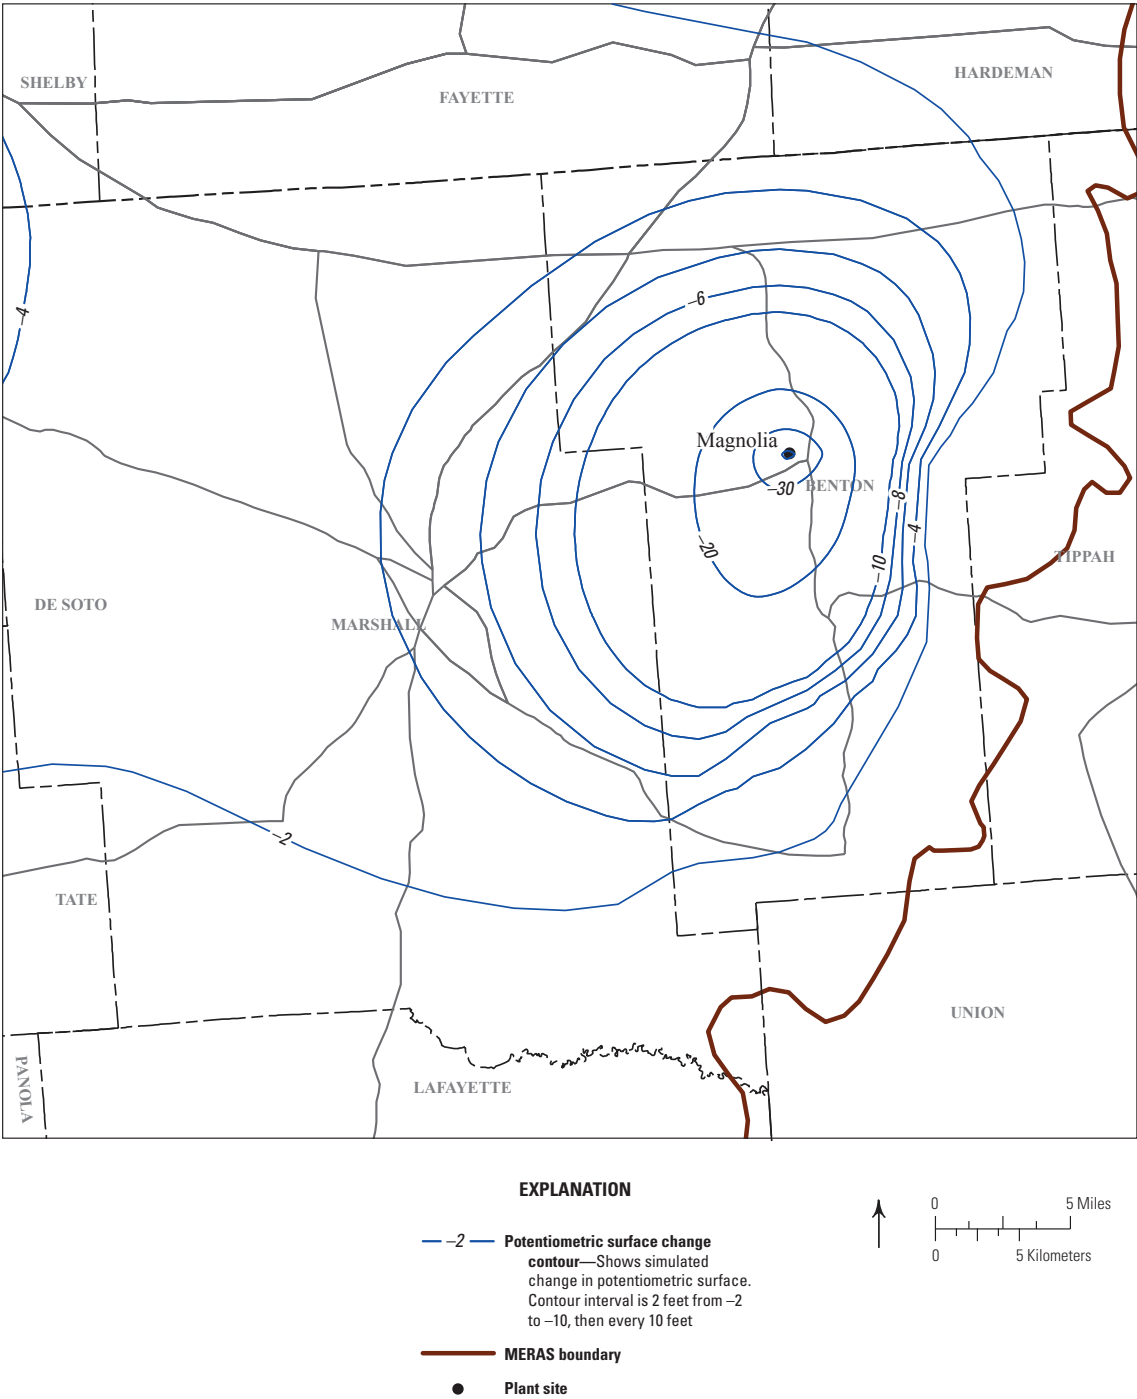 SHELBY
FAYETTE
HARDEMAN
–4
–6
Magnolia
–30
BENTON
–8
–20
–4
–10
TIPPAH
DE SOTO
MARSHALL
–2
TATE
UNION
PANOLA
LAFAYETTE
EXPLANATION
–2
Potentiometric surface change
contour—Shows simulated
change in potentiometric surface.
Contour interval is 2 feet from –2
to –10, then every 10 feet
MERAS boundary
Plant site
0 5 Miles
0 5 Kilometers